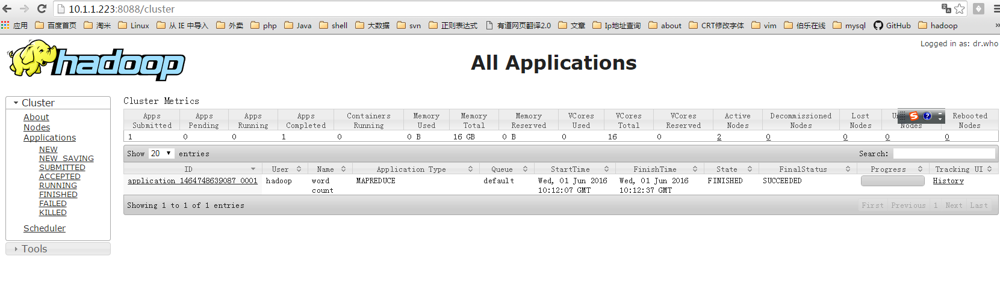 10.1.1.223:8088/cluster
应用 百度首页 淘米 Linux 从 IE 中导入 外卖 php Java shell 大数据 svn 正则表达式 有道网页翻译2.0 文章 Ip地址查询 about CRT修改字体 vim 伯乐在线 mysql GitHub hadoop »
Logged in as: dr.who
hadoop
All Applications
Cluster
About
Nodes
Applications
NEW
NEW_SAVING
SUBMITTED
ACCEPTED
RUNNING
FINISHED
FAILED
KILLED
Scheduler
Tools
Cluster Metrics
Apps Submitted Apps Pending Apps Running Apps Completed Containers Running Memory Used Memory Total Memory Reserved VCores Used VCores Total VCores Reserved Active Nodes Decommissioned Nodes Lost Nodes Nodes Rebooted Nodes
1 0 0 1 0 0 B 16 GB 0 B 0 16 0 2 0 0 0 0
Show 20 entries Search:
ID User Name Application Type Queue StartTime FinishTime State FinalStatus Progress Tracking UI
application_1464748639087_0001 hadoop word MAPREDUCE default Wed, 01 Jun 2016 Wed, 01 Jun 2016 FINISHED SUCCEEDED History
count 10:12:07 GMT 10:12:37 GMT
Showing 1 to 1 of 1 entries First Previous 1 Next Last